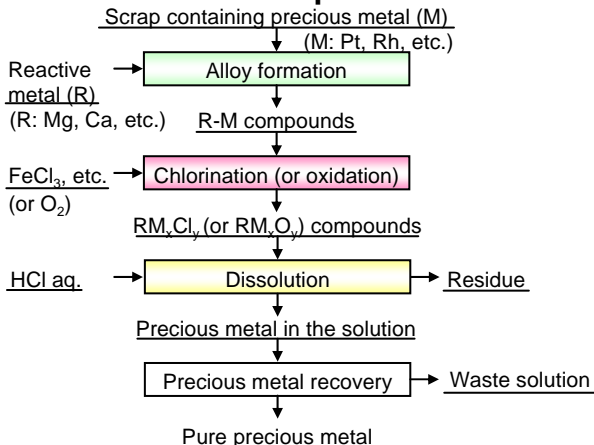 Scrap containing precious metal (M)
(M: Pt, Rh, etc.)
Reactive
metal (R)
(R: Mg, Ca, etc.)
Alloy formation
R-M compounds
FeCl₃, etc.
(or O₂)
Chlorination (or oxidation)
RMₓClᵧ (or RMₓOᵧ) compounds
HCl aq.
Dissolution
Residue
Precious metal in the solution
Precious metal recovery
Waste solution
Pure precious metal